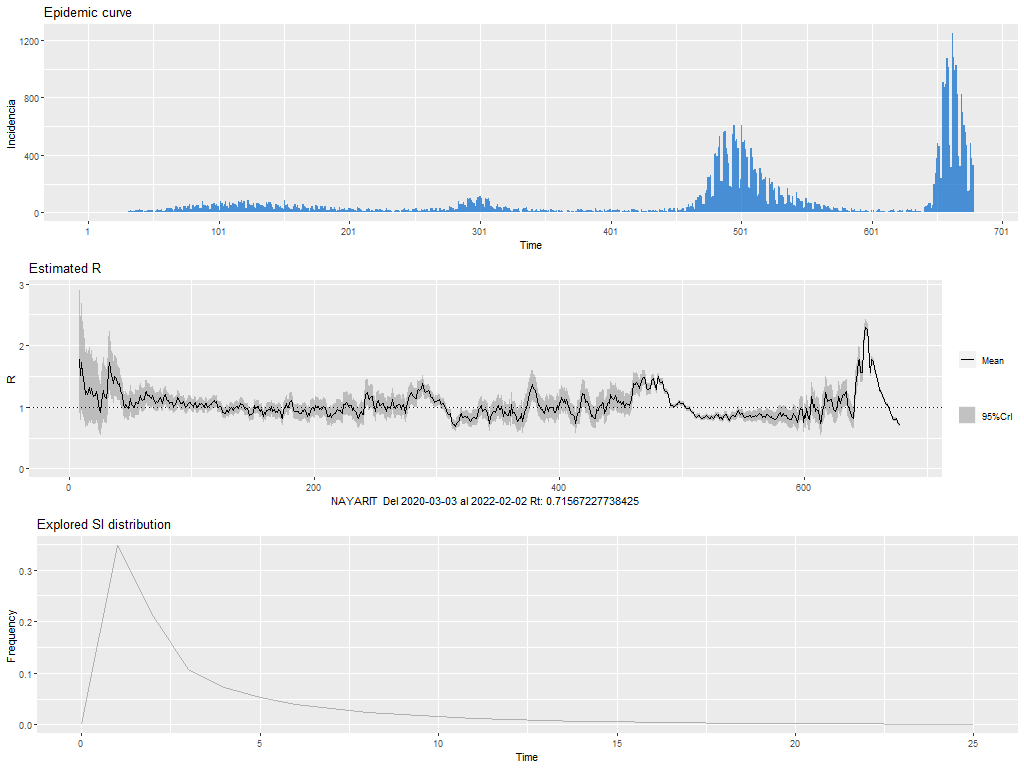 Epidemic curve
1200
800
400
0
Incidencia
1 101 201 301 401 501 601 701
Time
Estimated R
3
2
1
0
R
Mean
95%CrI
0 200 400 600
NAYARIT Del 2020-03-03 al 2022-02-02 Rt: 0.71567227738425
Explored SI distribution
0.3
0.2
0.1
0.0
Frequency
0 5 10 15 20 25
Time